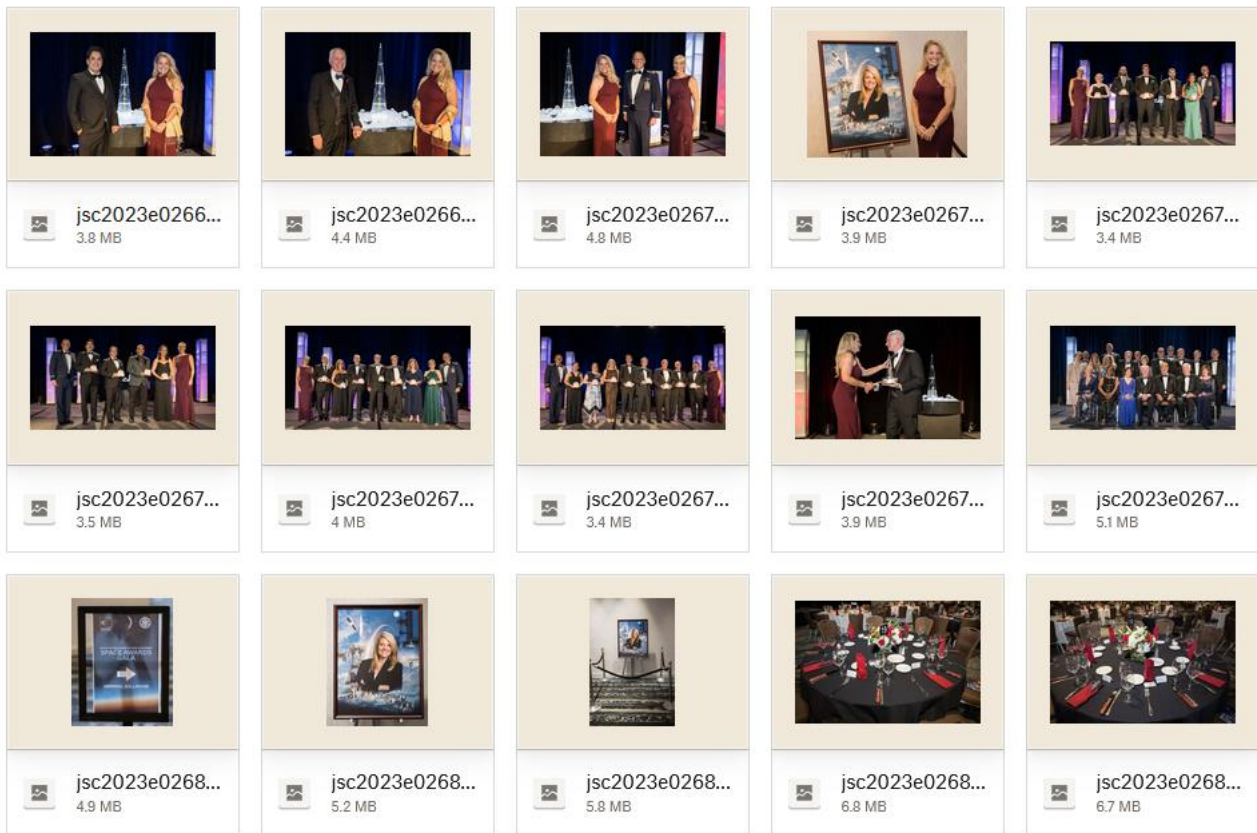 jsc2023e0266...
3.8 MB
jsc2023e0266...
4.4 MB
jsc2023e0267...
4.8 MB
jsc2023e0267...
3.9 MB
jsc2023e0267...
3.4 MB
jsc2023e0267...
3.5 MB
jsc2023e0267...
4 MB
jsc2023e0267...
3.4 MB
jsc2023e0267...
3.9 MB
jsc2023e0267...
5.1 MB
SPACE AWARDS
GALA
jsc2023e0268...
4.9 MB
jsc2023e0268...
5.2 MB
jsc2023e0268...
5.8 MB
jsc2023e0268...
6.8 MB
jsc2023e0268...
6.7 MB